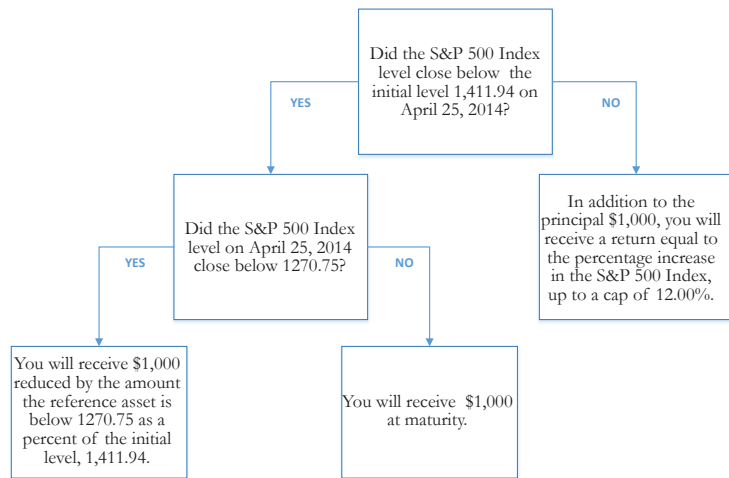 Did the S&P 500 Index
level close below the
initial level 1,411.94 on
April 25, 2014?
YES
NO
Did the S&P 500 Index
level on April 25, 2014
close below 1270.75?
In addition to the
principal $1,000, you will
receive a return equal to
the percentage increase
in the S&P 500 Index,
up to a cap of 12.00%.
YES
NO
You will receive $1,000
reduced by the amount
the reference asset is
below 1270.75 as a
percent of the initial
level, 1,411.94.
You will receive $1,000
at maturity.